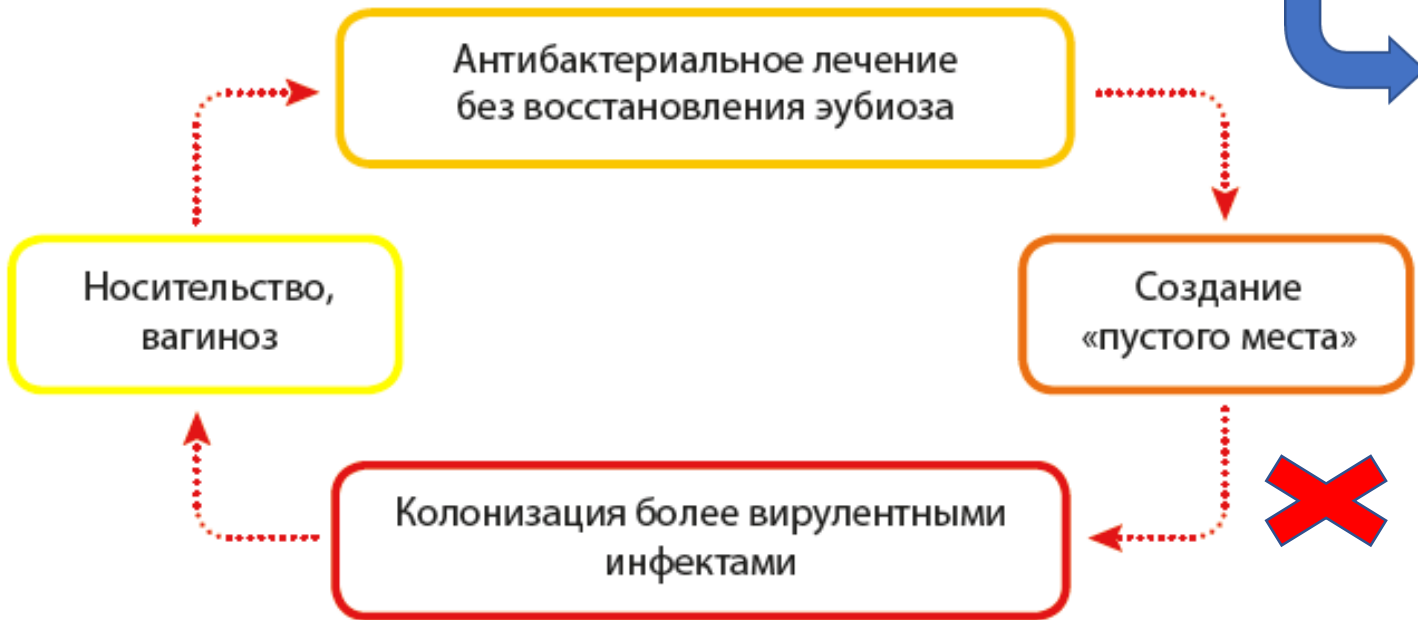 Антибактериальное лечение
без восстановления эубиоза
Носительство,
вагиноз
Создание
«пустого места»
Колонизация более вирулентными
инфектами